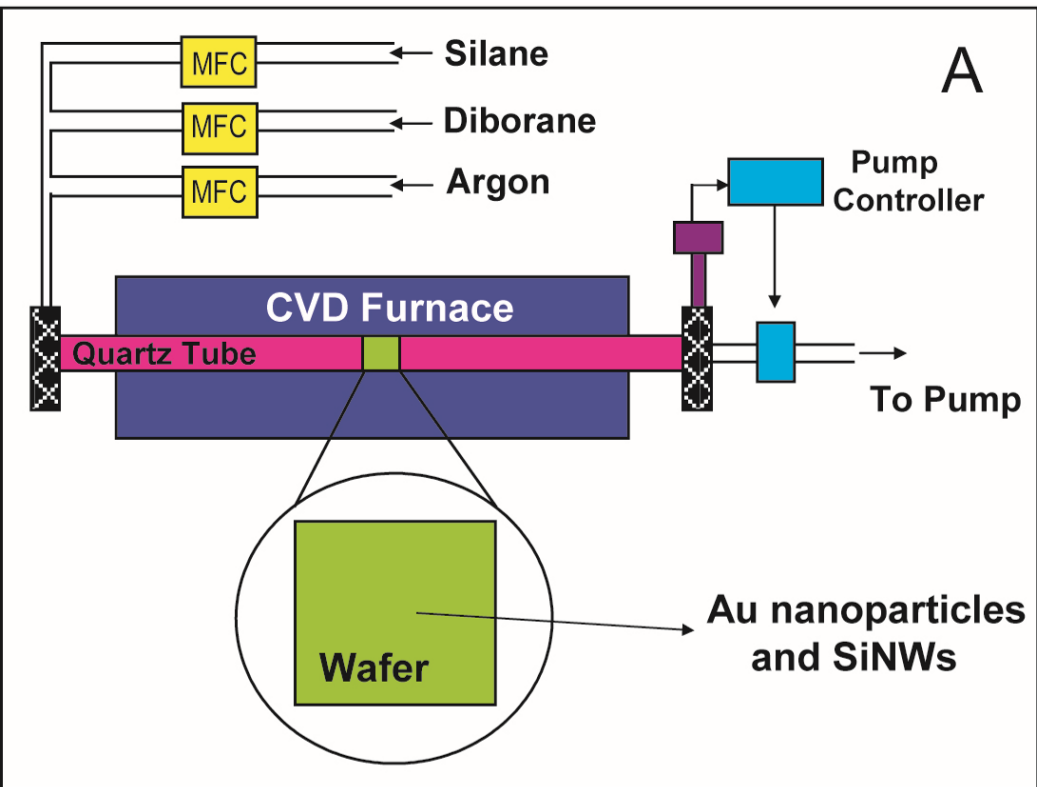 MFC
Silane
A
MFC
Diborane
MFC
Argon
Pump
Controller
CVD Furnace
Quartz Tube
To Pump
Wafer
Au nanoparticles
and SiNWs